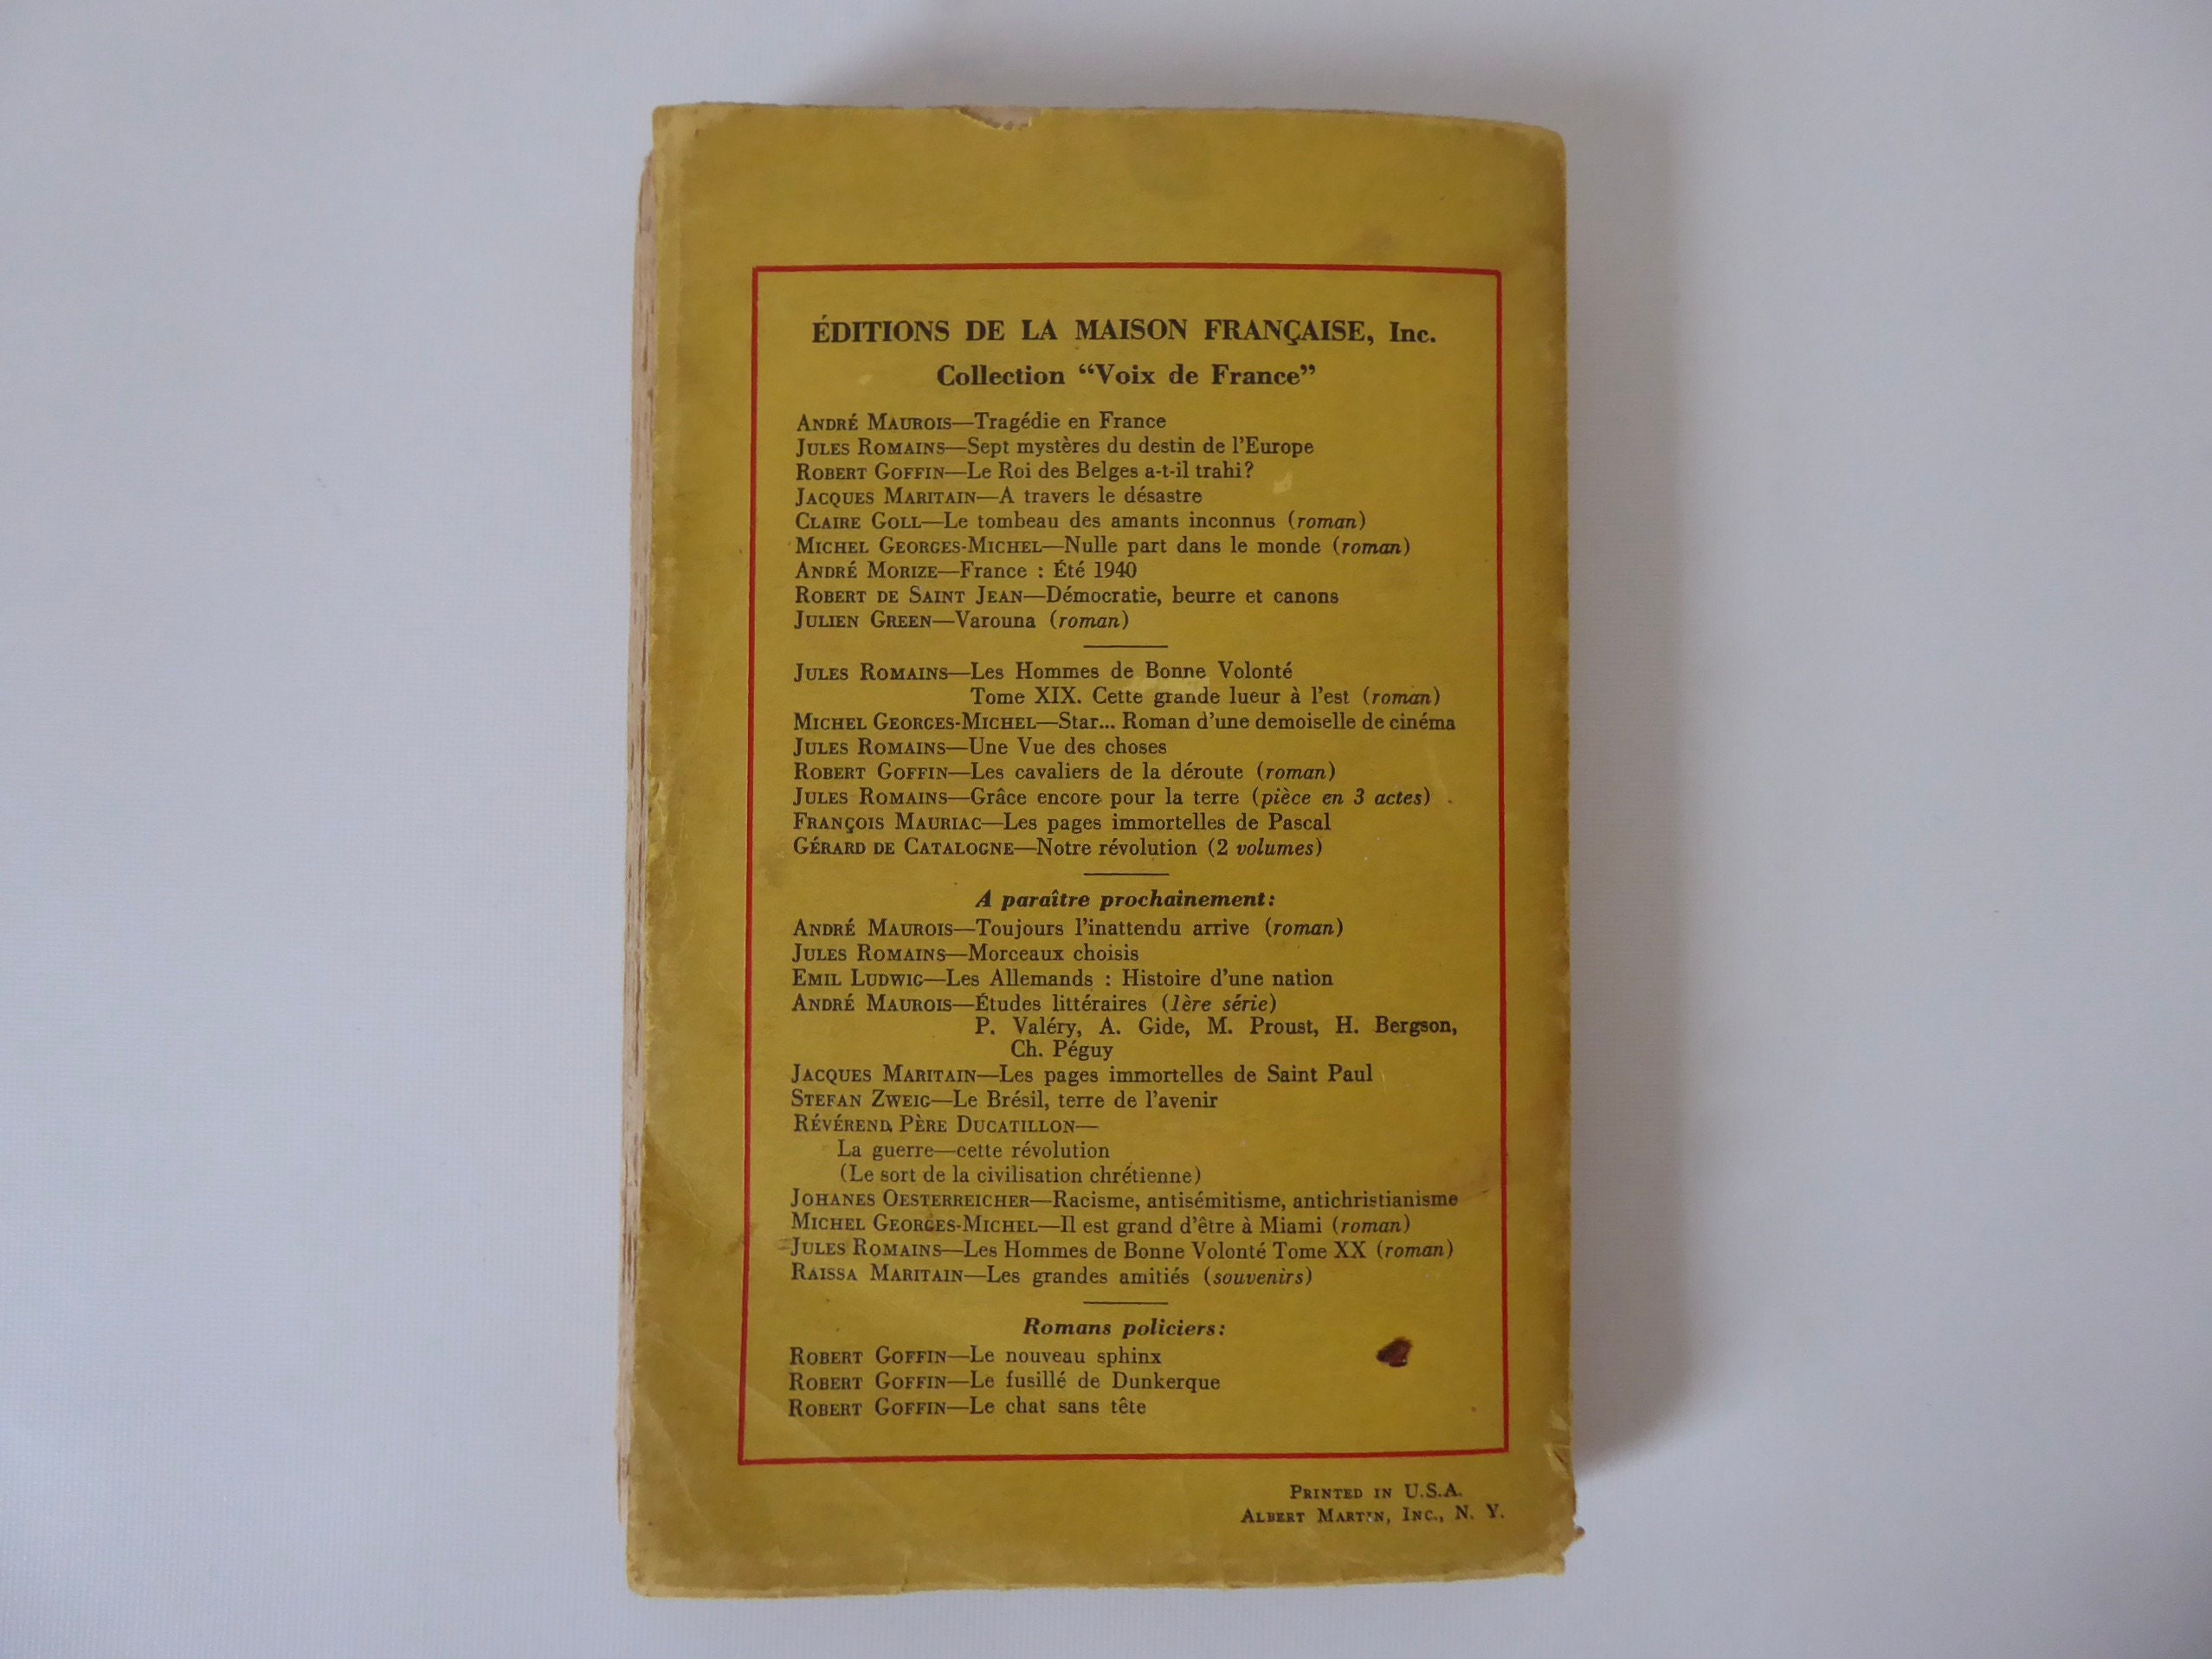 ÉDITIONS DE LA MAISON FRANÇAISE, Inc.
Collection “Voix de France”
ANDRÉ MAUROIS—Tragédie en France
JULES ROMAINS—Sept mystères du destin de l'Europe
ROBERT GOFFIN—Le Roi des Belges a-t-il trahi?
JACQUES MARITAIN—A travers le désastre
CLAIRE GOLL—Le tombeau des amants inconnus (roman)
MICHEL GEORGES-MICHEL—Nulle part dans le monde (roman)
ANDRÉ MORIZE—France : Été 1940
ROBERT DE SAINT JEAN—Démocratie, beurre et canons
JULIEN GREEN—Varouna (roman)
JULES ROMAINS—Les Hommes de Bonne Volonté
Tome XIX. Cette grande lueur à l'est (roman)
MICHEL GEORGES-MICHEL—Star... Roman d'une demoiselle de cinéma
JULES ROMAINS—Une Vue des choses
ROBERT GOFFIN—Les cavaliers de la déroute (roman)
JULES ROMAINS—Grâce encore pour la terre (pièce en 3 actes)
FRANÇOIS MAURIAC—Les pages immortelles de Pascal
GÉRARD DE CATALOGNE—Notre révolution (2 volumes)
A paraître prochainement:
ANDRÉ MAUROIS—Toujours l'inattendu arrive (roman)
JULES ROMAINS—Morceaux choisis
EMIL LUDWIG—Les Allemands : Histoire d'une nation
ANDRÉ MAUROIS—Études littéraires (1ère série)
P. Valéry, A. Gide, M. Proust, H. Bergson,
Ch. Péguy
JACQUES MARITAIN—Les pages immortelles de Saint Paul
STEFAN ZWEIG—Le Brésil, terre de l'avenir
RÉVÉREND PÈRE DUCATILLON—
La guerre—cette révolution
(Le sort de la civilisation chrétienne)
JOHANES OESTERREICHER—Racisme, antisémitisme, antichristianisme
MICHEL GEORGES-MICHEL—Il est grand d'être à Miami (roman)
JULES ROMAINS—Les Hommes de Bonne Volonté Tome XX (roman)
RAISSA MARITAIN—Les grandes amitiés (souvenirs)
Romans policiers:
ROBERT GOFFIN—Le nouveau sphinx
ROBERT GOFFIN—Le fusillé de Dunkerque
ROBERT GOFFIN—Le chat sans tête
PRINTED IN U.S.A.
ALBERT MARTIN, INC., N. Y.